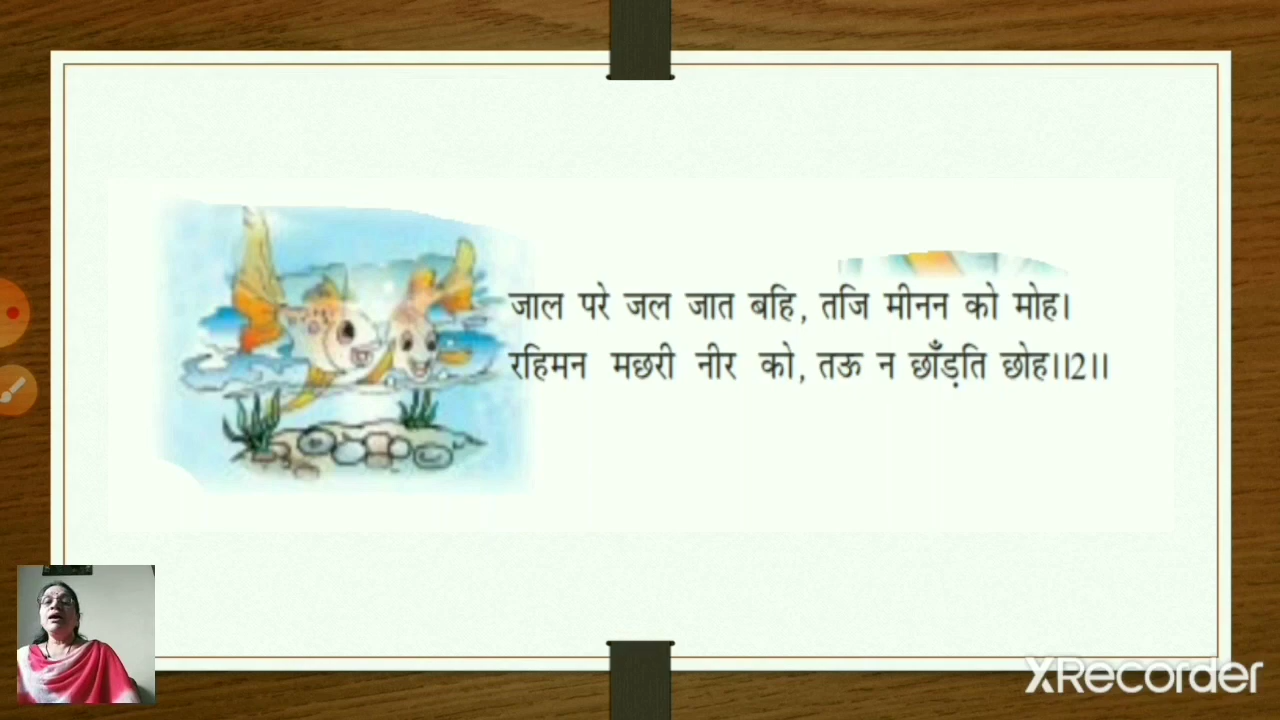 जाल परे जल जात बहि, तजि मीनन को मोह।
रहिमन मछरी नीर को, तऊ न छाँड़ति छोह।।2।।
XRecorder